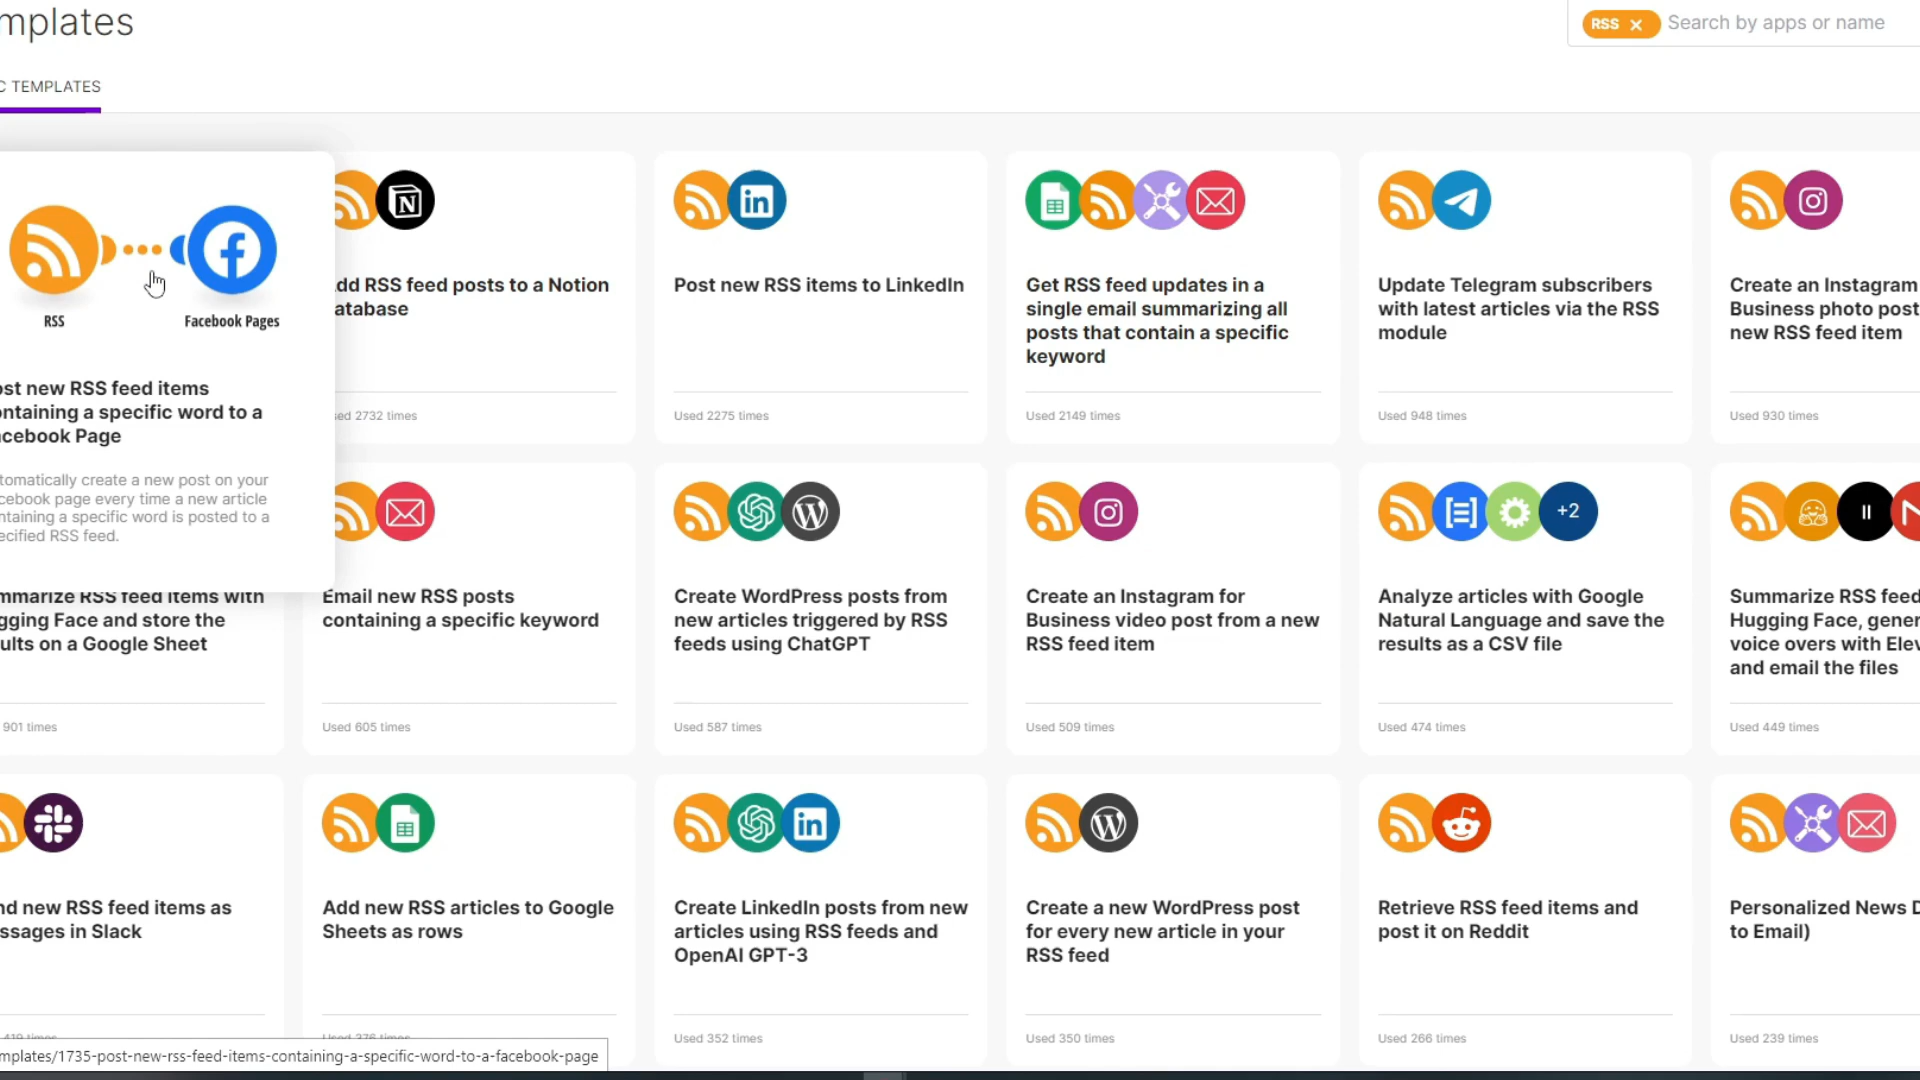 mplates
RSS ×
Search by apps or name
C TEMPLATES
RSS
Facebook Pages
ost new RSS feed items
ontaining a specific word to a
acebook Page
tomatically create a new post on your
cebook page every time a new article
ntaining a specific word is posted to a
ecified RSS feed.
dd RSS feed posts to a Notion
atabase
sed 2732 times
in
Post new RSS items to LinkedIn
Used 2275 times
Get RSS feed updates in a
single email summarizing all
posts that contain a specific
keyword
Used 2149 times
Update Telegram subscribers
with latest articles via the RSS
module
Used 948 times
Create an Instagram
Business photo post
new RSS feed item
Used 930 times
mmarize RSS feed items with
gging Face and store the
ults on a Google Sheet
901 times
Email new RSS posts
containing a specific keyword
Used 605 times
Create WordPress posts from
new articles triggered by RSS
feeds using ChatGPT
Used 587 times
Create an Instagram for
Business video post from a new
RSS feed item
Used 509 times
+2
Analyze articles with Google
Natural Language and save the
results as a CSV file
Used 474 times
Summarize RSS feed
Hugging Face, gener
voice overs with Elev
and email the files
Used 449 times
nd new RSS feed items as
ssages in Slack
419 times
Add new RSS articles to Google
Sheets as rows
Used 376 times
in
Create LinkedIn posts from new
articles using RSS feeds and
OpenAI GPT-3
Used 352 times
Create a new WordPress post
for every new article in your
RSS feed
Used 350 times
Retrieve RSS feed items and
post it on Reddit
Used 266 times
Personalized News D
to Email)
Used 239 times
mplates/1735-post-new-rss-feed-items-containing-a-specific-word-to-a-facebook-page